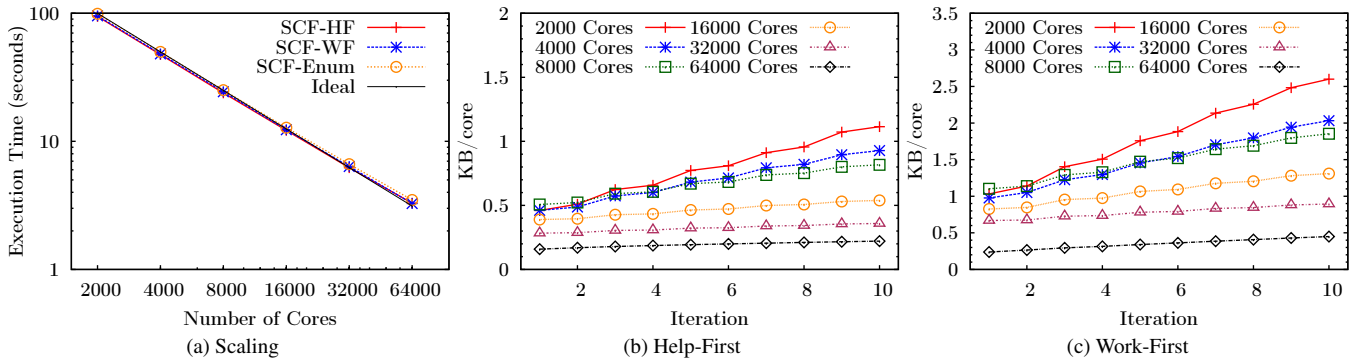 100
10
1
Execution Time (seconds)
SCF-HF
SCF-WF
SCF-Enum
Ideal
2000 4000 8000 16000 32000 64000
Number of Cores
(a) Scaling
2
1.5
1
0.5
0
KB/core
2000 Cores 16000 Cores
4000 Cores 32000 Cores
8000 Cores 64000 Cores
2 4 6 8 10
Iteration
(b) Help-First
3.5
3
2.5
2
1.5
1
0.5
0
KB/core
2000 Cores 16000 Cores
4000 Cores 32000 Cores
8000 Cores 64000 Cores
2 4 6 8 10
Iteration
(c) Work-First